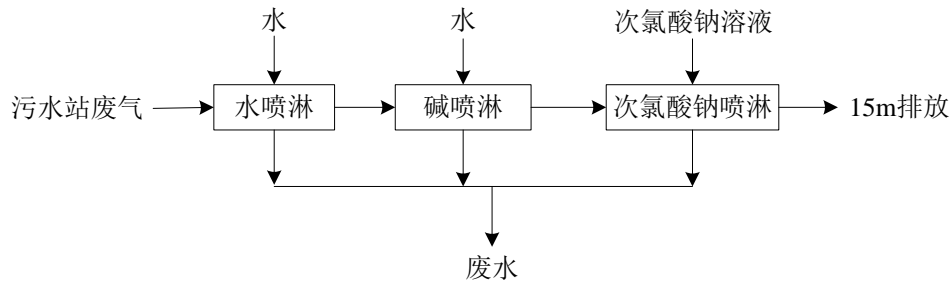 水
水
次氯酸钠溶液
污水站废气
水喷淋
碱喷淋
次氯酸钠喷淋
15m排放
废水